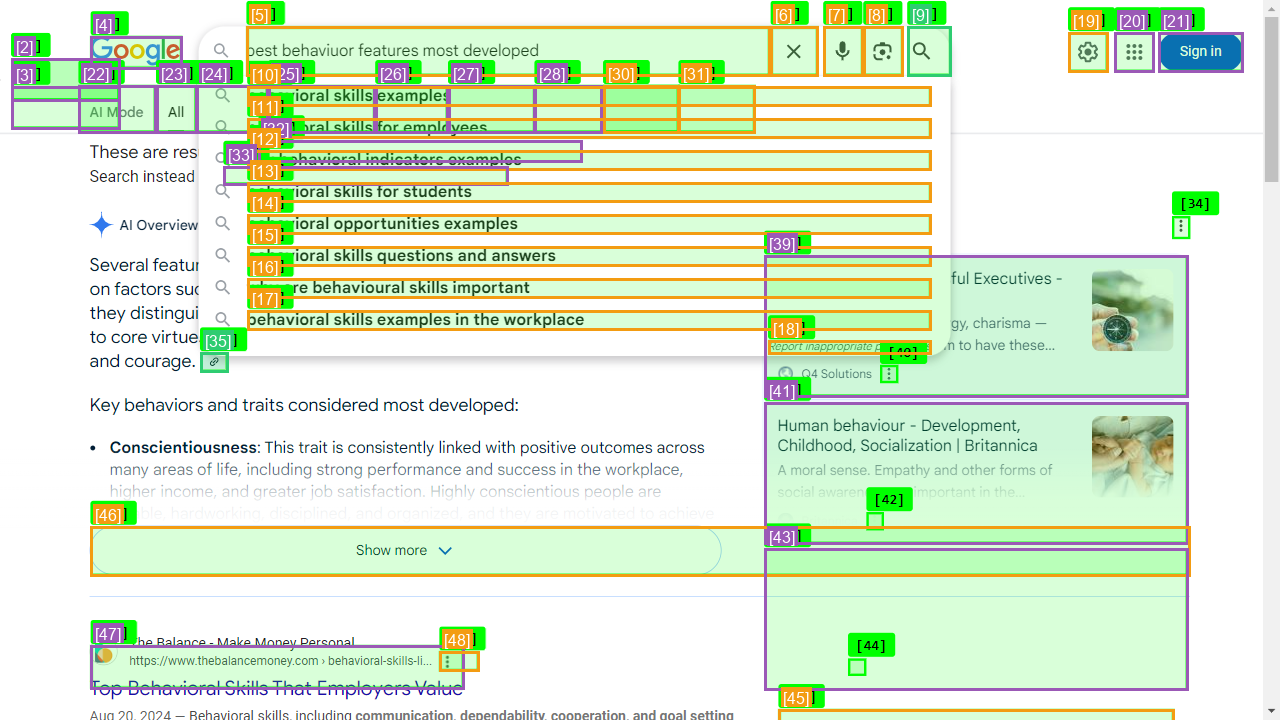 [2]
[3]
[4]
Google
[5]
best behaviuor features most developed
[6]
[7]
[8]
[9]
[19]
[20]
[21]
Sign in
[22]
[23]
[24]
[10]
[26]
[27]
[28]
[30]
[31]
AI Mode
All
behavioral skills examples
[11]
behavioral skills for employees
[12]
behavioral indicators examples
[33]
[13]
behavioral skills for students
[14]
behavioral opportunities examples
[15]
behavioral skills questions and answers
[16]
behavioural skills important
[17]
behavioral skills examples in the workplace
[18]
Report inappropriate
These are res
Search instead
AI Overview
[34]
Several featur
on factors suc
they distingui
to core virtue
and courage.
[35]
[39]
ful Executives -
gy, charisma —
m to have these...
Q4 Solutions
[40]
Key behaviors and traits considered most developed:
• Conscientiousness: This trait is consistently linked with positive outcomes across
many areas of life, including strong performance and success in the workplace,
higher income, and greater job satisfaction. Highly conscientious people are
hardworking, disciplined, and organized, and they are motivated to achieve
[41]
Human behaviour - Development,
Childhood, Socialization | Britannica
A moral sense. Empathy and other forms of
social awareness important in the...
[42]
[43]
[46]
Show more
[44]
[45]
[47]
The Balance - Make Money Personal
[48]
https://www.thebalancemoney.com › behavioral-skills-li...
Top Behavioral Skills That Employers Value
Aug 20, 2024 — Behavioral skills, including communication, dependability, cooperation, and goal setting